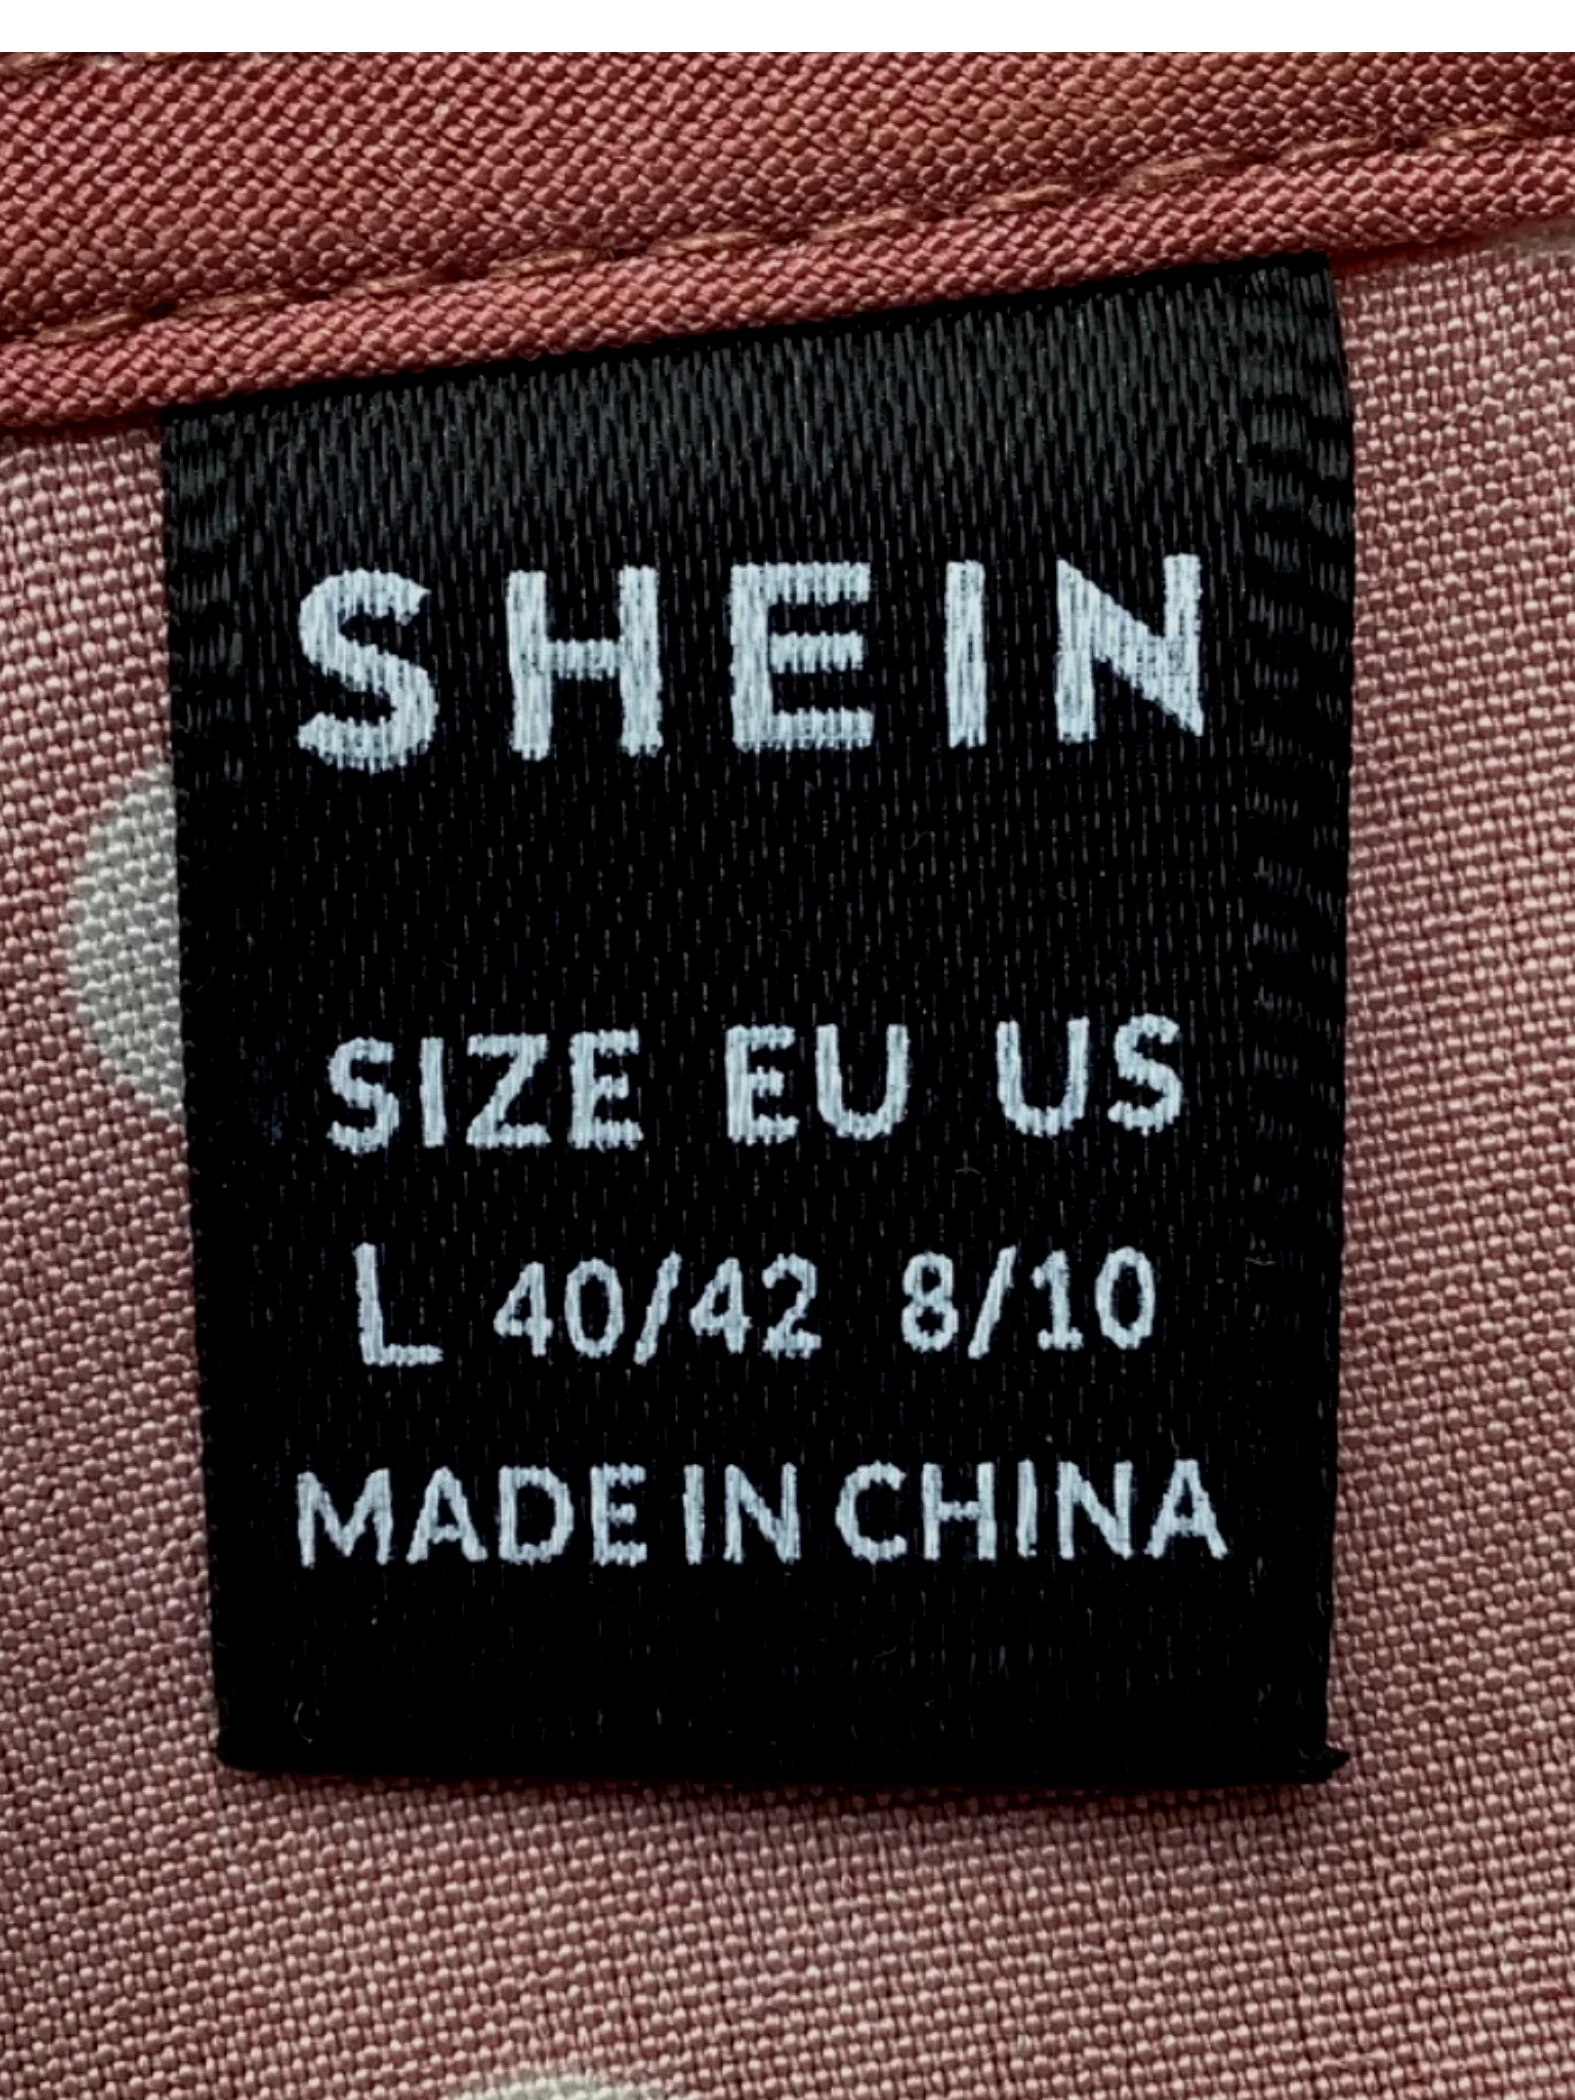 SHEIN
SIZE EU US
L 40/42 8/10
MADE IN CHINA